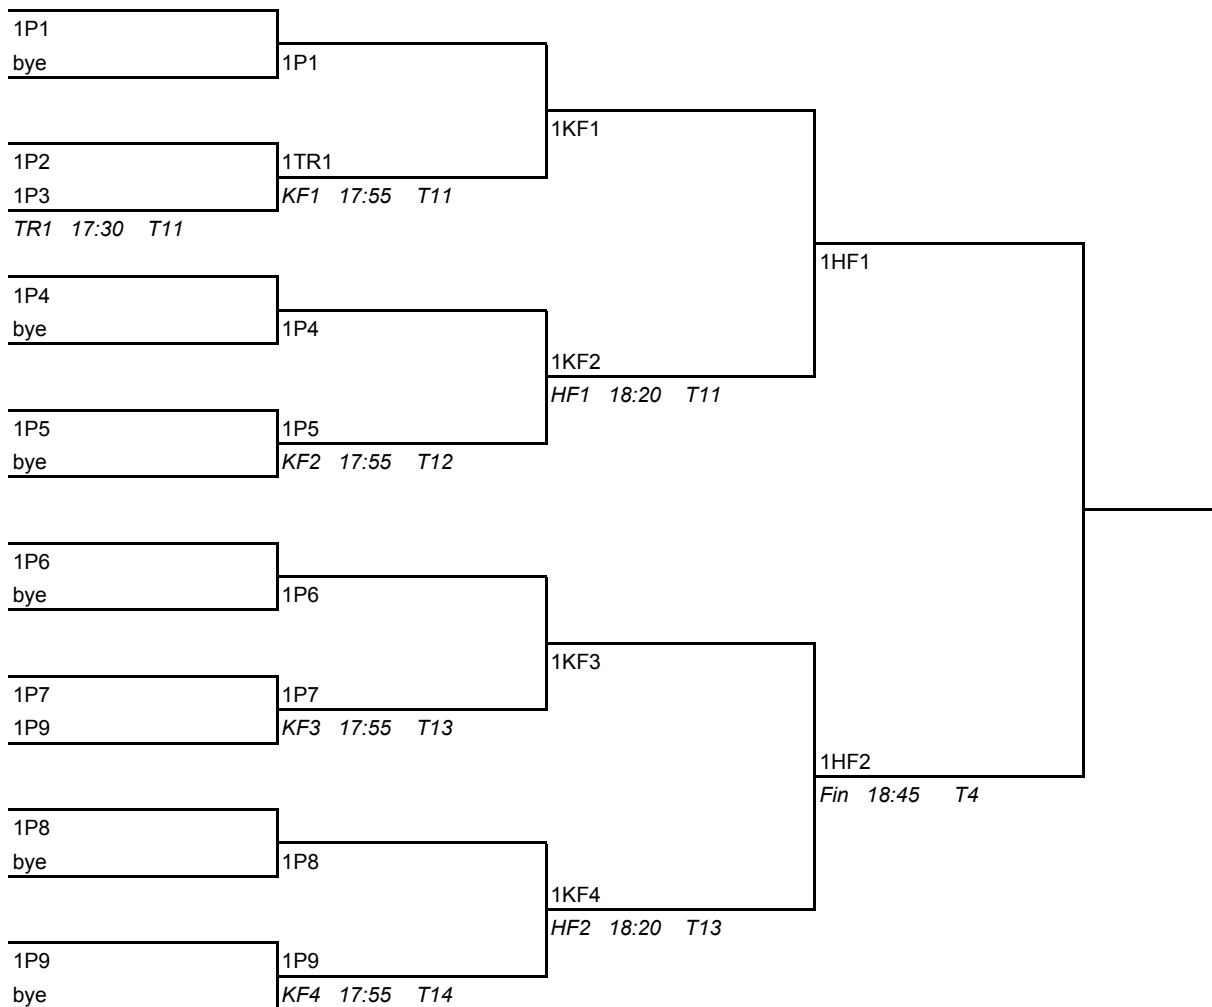 1P1
bye
1P1
1KF1
1P2
1TR1
1P3
KF1 17:55 T11
TR1 17:30 T11
1HF1
1P4
bye
1P4
1KF2
HF1 18:20 T11
1P5
1P5
bye
KF2 17:55 T12
1P6
bye
1P6
1KF3
1P7
1P7
1P9
KF3 17:55 T13
1HF2
Fin 18:45 T4
1P8
bye
1P8
1KF4
HF2 18:20 T13
1P9
1P9
bye
KF4 17:55 T14